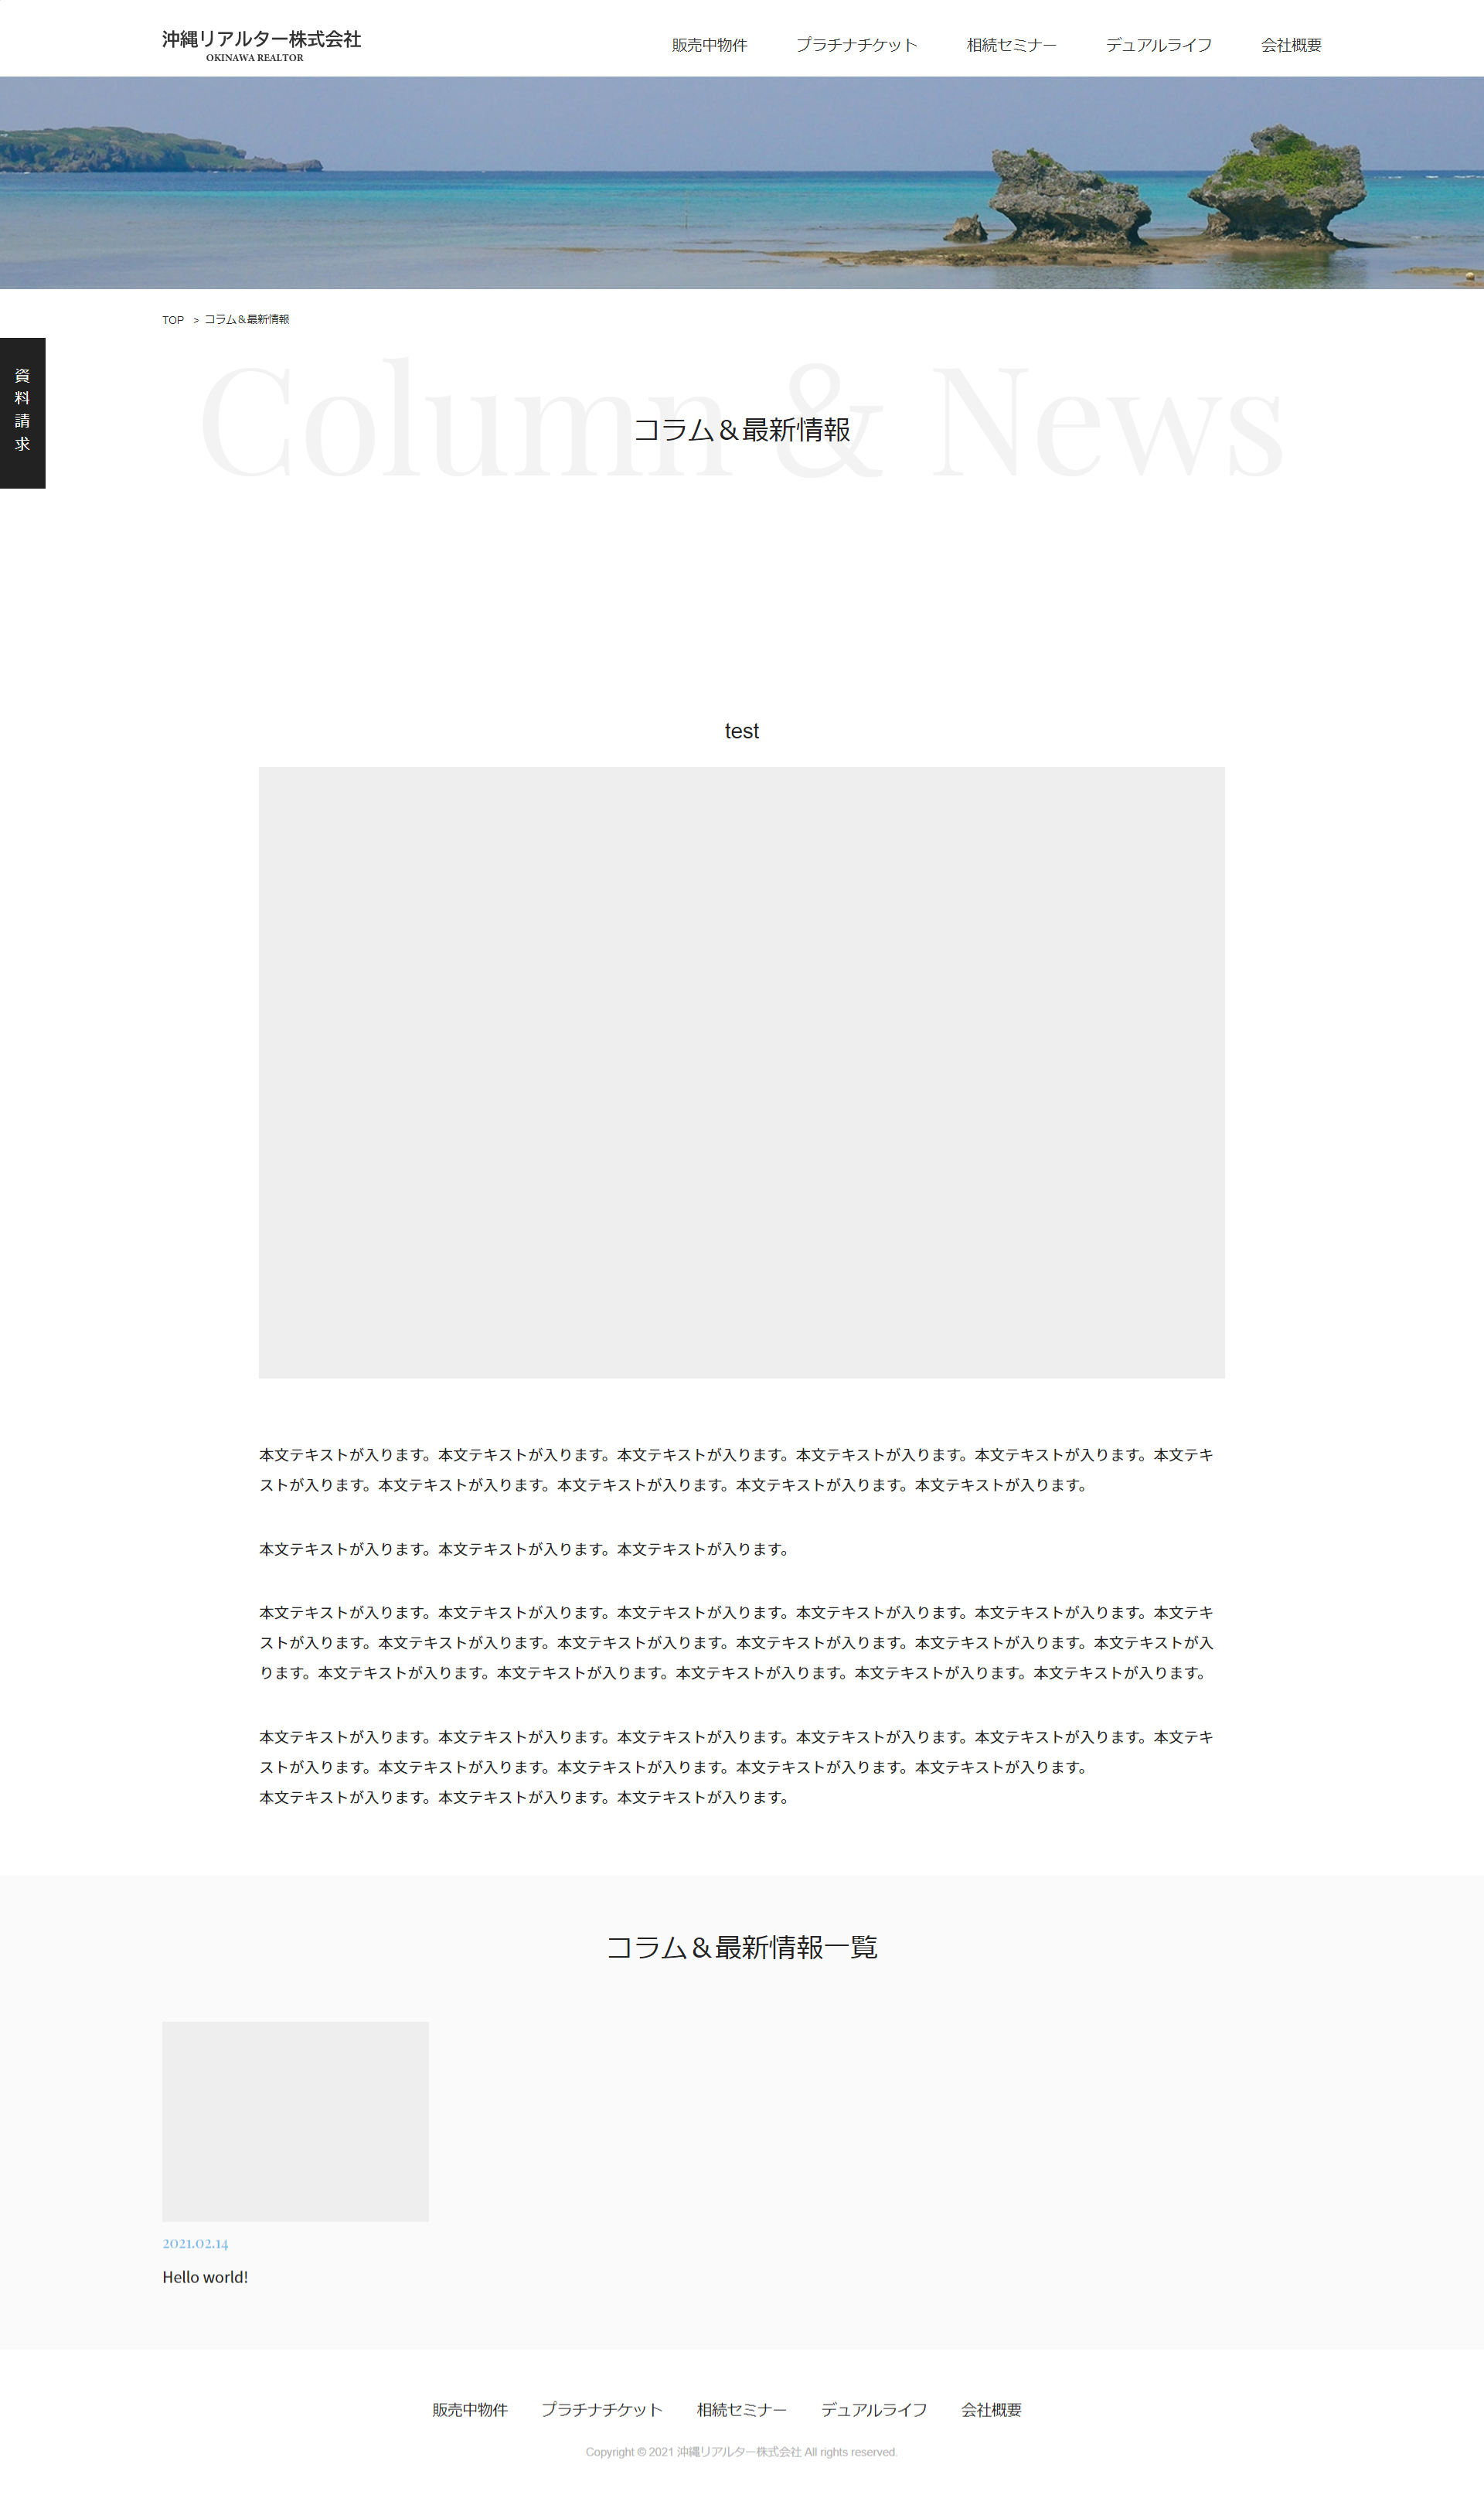 沖縄リアルター株式会社
OKINAWA REALTOR
販売中物件 プラチナチケット 相続セミナー デュアルライフ 会社概要
TOP > コラム＆最新情報
資料請求
Column & News
コラム＆最新情報
test
本文テキストが入ります。本文テキストが入ります。本文テキストが入ります。本文テキストが入ります。本文テキストが入ります。本文テキ
ストが入ります。本文テキストが入ります。本文テキストが入ります。本文テキストが入ります。本文テキストが入ります。
本文テキストが入ります。本文テキストが入ります。本文テキストが入ります。
本文テキストが入ります。本文テキストが入ります。本文テキストが入ります。本文テキストが入ります。本文テキストが入ります。本文テキ
ストが入ります。本文テキストが入ります。本文テキストが入ります。本文テキストが入ります。本文テキストが入ります。本文テキストが入
ります。本文テキストが入ります。本文テキストが入ります。本文テキストが入ります。本文テキストが入ります。本文テキストが入ります。
本文テキストが入ります。本文テキストが入ります。本文テキストが入ります。本文テキストが入ります。本文テキストが入ります。本文テキ
ストが入ります。本文テキストが入ります。本文テキストが入ります。本文テキストが入ります。本文テキストが入ります。
本文テキストが入ります。本文テキストが入ります。本文テキストが入ります。
コラム＆最新情報一覧
2021.02.14
Hello world!
販売中物件 プラチナチケット 相続セミナー デュアルライフ 会社概要
Copyright © 2021 沖縄リアルター株式会社 All rights reserved.